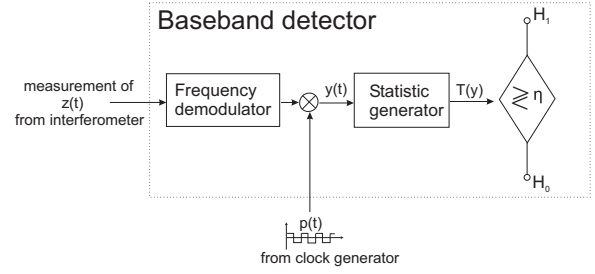 Baseband detector
H1
measurement of
z(t)
from interferometer
Frequency
demodulator
y(t)
Statistic
generator
T(y)
≷ η
H0
p(t)
from clock generator